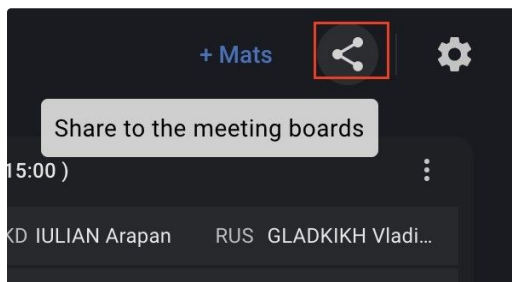 + Mats
Share to the meeting boards
15:00 )
KD IULIAN Arapan RUS GLADKIKH Vladi...